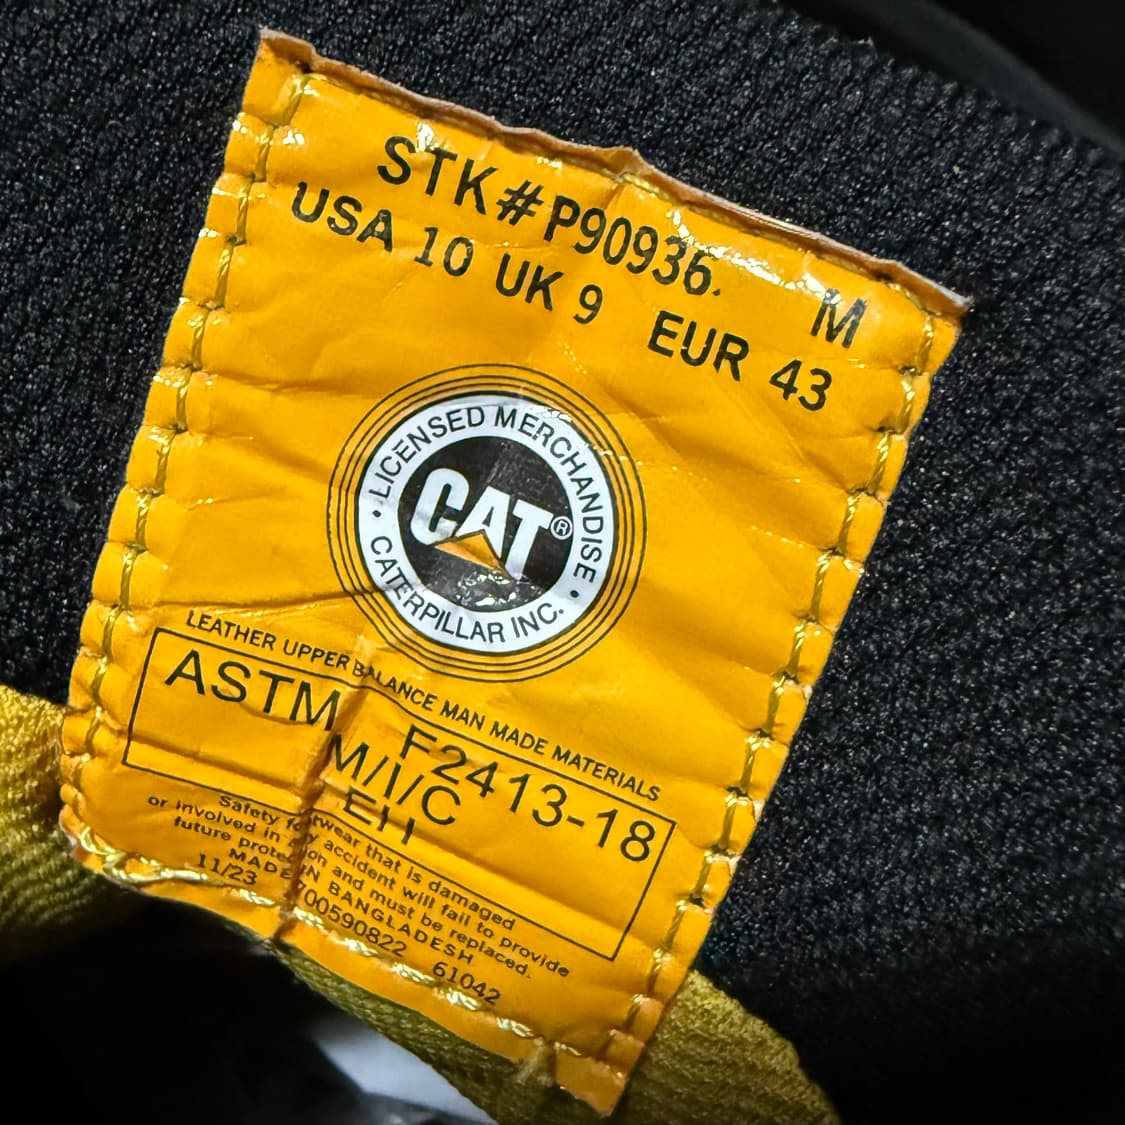 STK#P90936. M
USA 10 UK 9 EUR 43
LICENSED MERCHANDISE
CAT®
CATERPILLAR INC.
LEATHER UPPER BALANCE MAN MADE MATERIALS
ASTM F2413-18
M/I/C
EH
Safety footwear that is damaged
or involved in any accident will fail to provide
future protection and must be replaced.
MADE IN BANGLADESH
11/23 700590822 61042